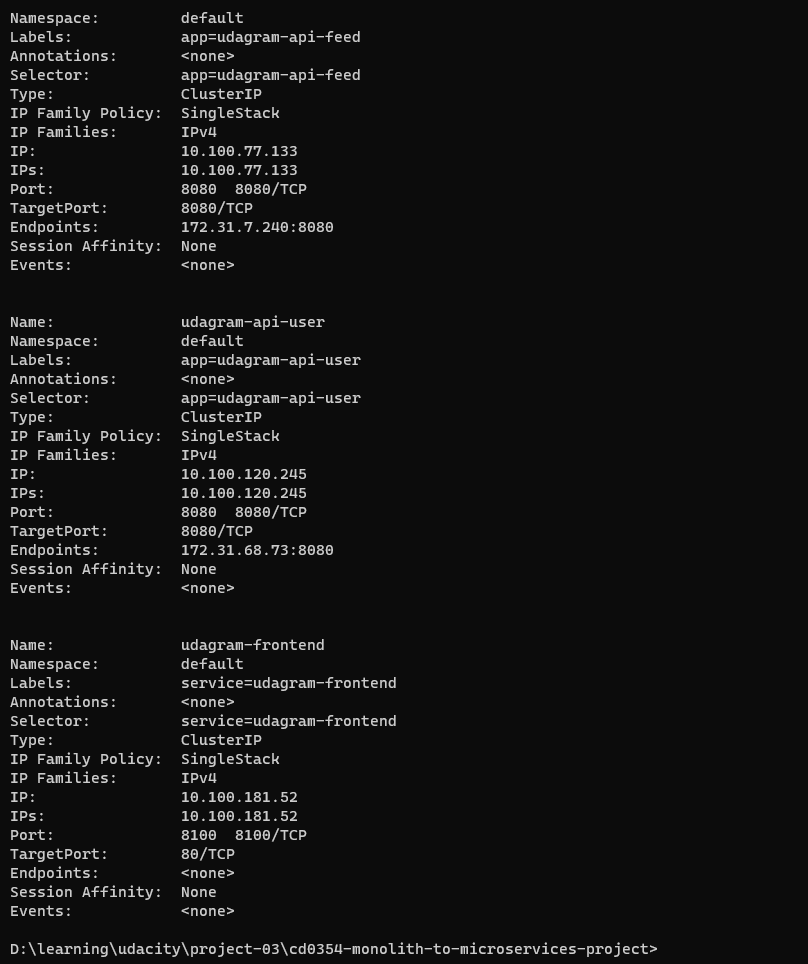 Namespace:         default
Labels:            app=udagram-api-feed
Annotations:       <none>
Selector:          app=udagram-api-feed
Type:              ClusterIP
IP Family Policy:  SingleStack
IP Families:       IPv4
IP:                10.100.77.133
IPs:               10.100.77.133
Port:              8080  8080/TCP
TargetPort:        8080/TCP
Endpoints:         172.31.7.240:8080
Session Affinity:  None
Events:            <none>
Name:              udagram-api-user
Namespace:         default
Labels:            app=udagram-api-user
Annotations:       <none>
Selector:          app=udagram-api-user
Type:              ClusterIP
IP Family Policy:  SingleStack
IP Families:       IPv4
IP:                10.100.120.245
IPs:               10.100.120.245
Port:              8080  8080/TCP
TargetPort:        8080/TCP
Endpoints:         172.31.68.73:8080
Session Affinity:  None
Events:            <none>
Name:              udagram-frontend
Namespace:         default
Labels:            service=udagram-frontend
Annotations:       <none>
Selector:          service=udagram-frontend
Type:              ClusterIP
IP Family Policy:  SingleStack
IP Families:       IPv4
IP:                10.100.181.52
IPs:               10.100.181.52
Port:              8100  8100/TCP
TargetPort:        80/TCP
Endpoints:         <none>
Session Affinity:  None
Events:            <none>
D:\learning\udacity\project-03\cd0354-monolith-to-microservices-project>